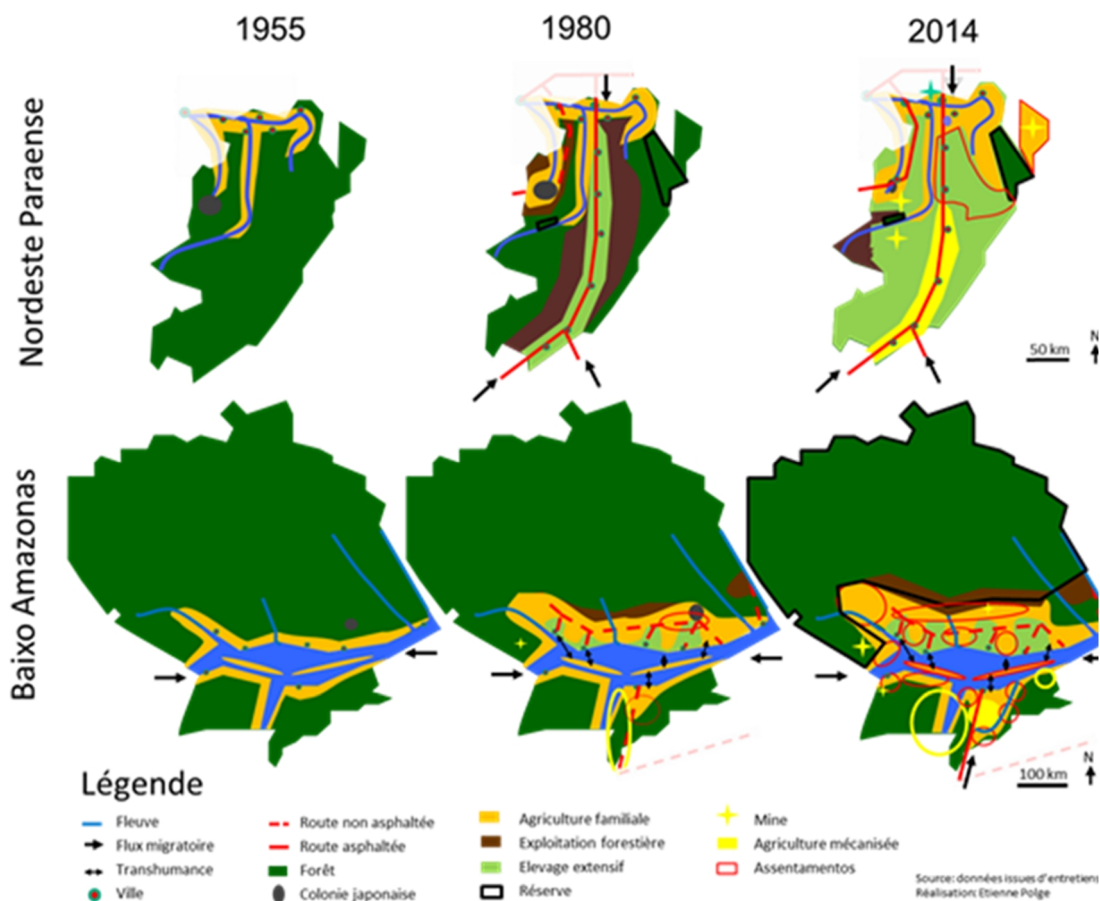 1955
1980
2014
Nordeste Paraense
50 km
N
Baixo Amazonas
N
100 km
Légende
Fleuve
Flux migratoire
Transhumance
Ville
Route non asphaltée
Route asphaltée
Forêt
Colonie japonaise
Agriculture familiale
Exploitation forestière
Elevage extensif
Réserve
Mine
Agriculture mécanisée
Assentamentos
Source: données issues d'entretiens
Réalisation: Etienne Polge